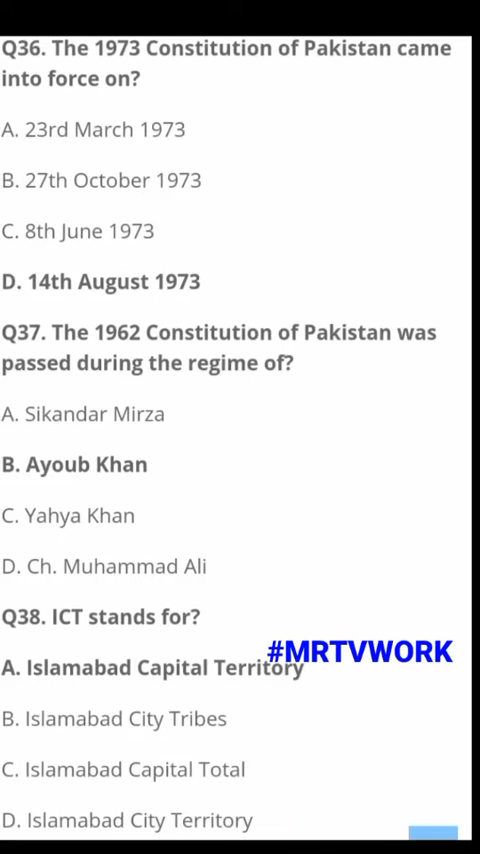 Q36. The 1973 Constitution of Pakistan came
into force on?
A. 23rd March 1973
B. 27th October 1973
C. 8th June 1973
D. 14th August 1973
Q37. The 1962 Constitution of Pakistan was
passed during the regime of?
A. Sikandar Mirza
B. Ayoub Khan
C. Yahya Khan
D. Ch. Muhammad Ali
Q38. ICT stands for?
#MRTVWORK
A. Islamabad Capital Territory
B. Islamabad City Tribes
C. Islamabad Capital Total
D. Islamabad City Territory